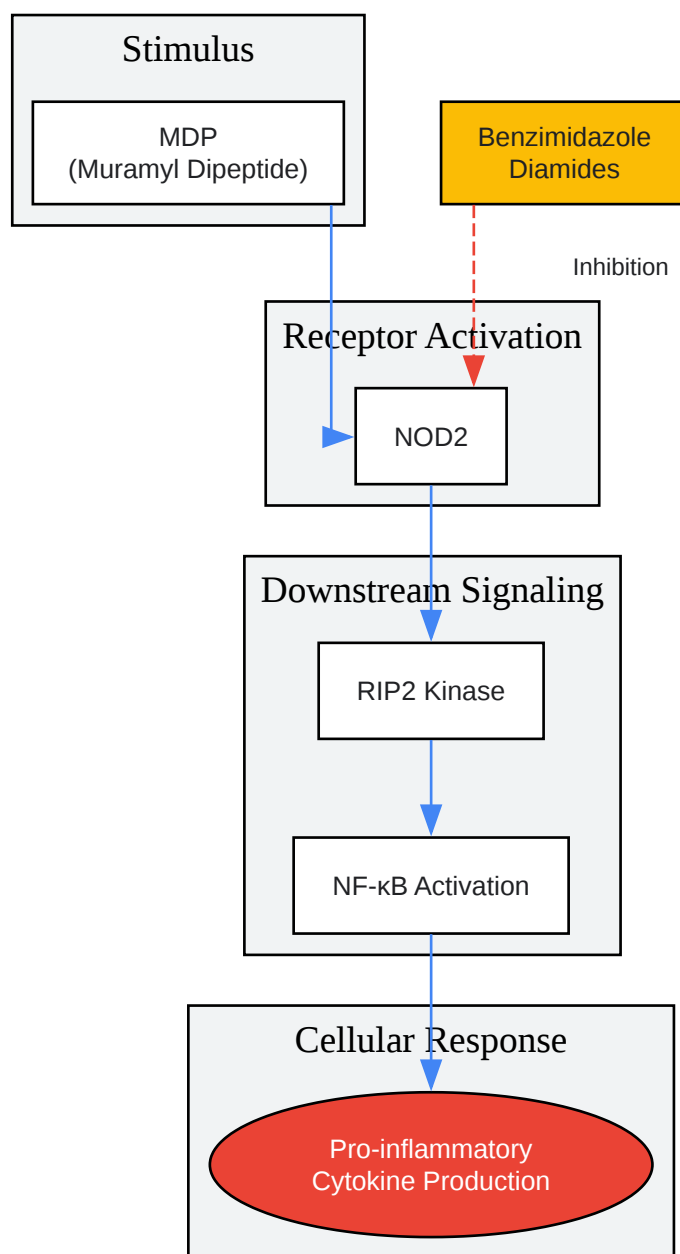 Stimulus
MDP
(Muramyl Dipeptide)
Benzimidazole
Diamides
Inhibition
Receptor Activation
NOD2
Downstream Signaling
RIP2 Kinase
NF-κB Activation
Cellular Response
Pro-inflammatory
Cytokine Production